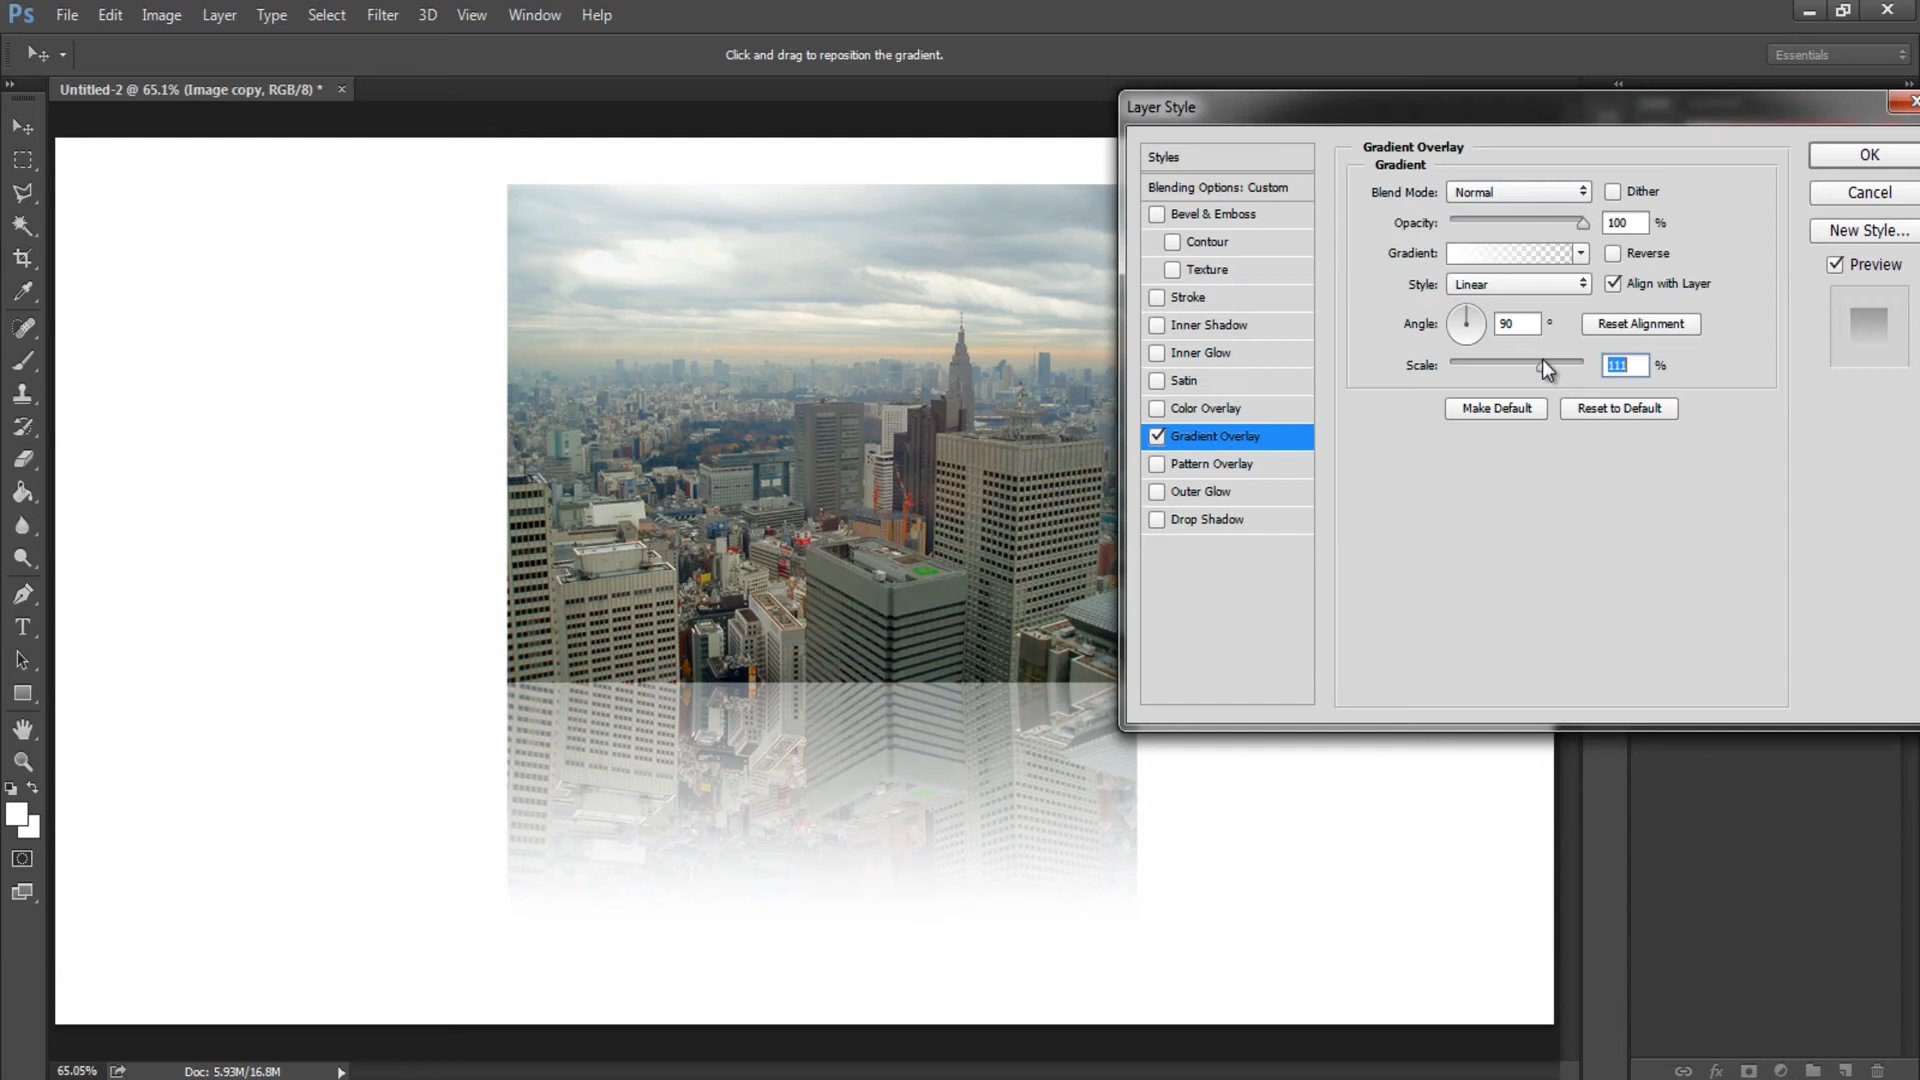 Ps File Edit Image Layer Type Select Filter 3D View Window Help
Click and drag to reposition the gradient.
Essentials
Untitled-2 @ 65.1% (Image copy, RGB/8) *
Layer Style
Styles
Blending Options: Custom
Bevel & Emboss
Contour
Texture
Stroke
Inner Shadow
Inner Glow
Satin
Color Overlay
Gradient Overlay
Pattern Overlay
Outer Glow
Drop Shadow
Gradient Overlay
Gradient
Blend Mode: Normal Dither
Opacity: 100 %
Gradient: Reverse
Style: Linear Align with Layer
Angle: 90 ° Reset Alignment
Scale: 111 %
Make Default Reset to Default
OK
Cancel
New Style...
Preview
T
65.05% Doc: 5.93M/16.8M
fx